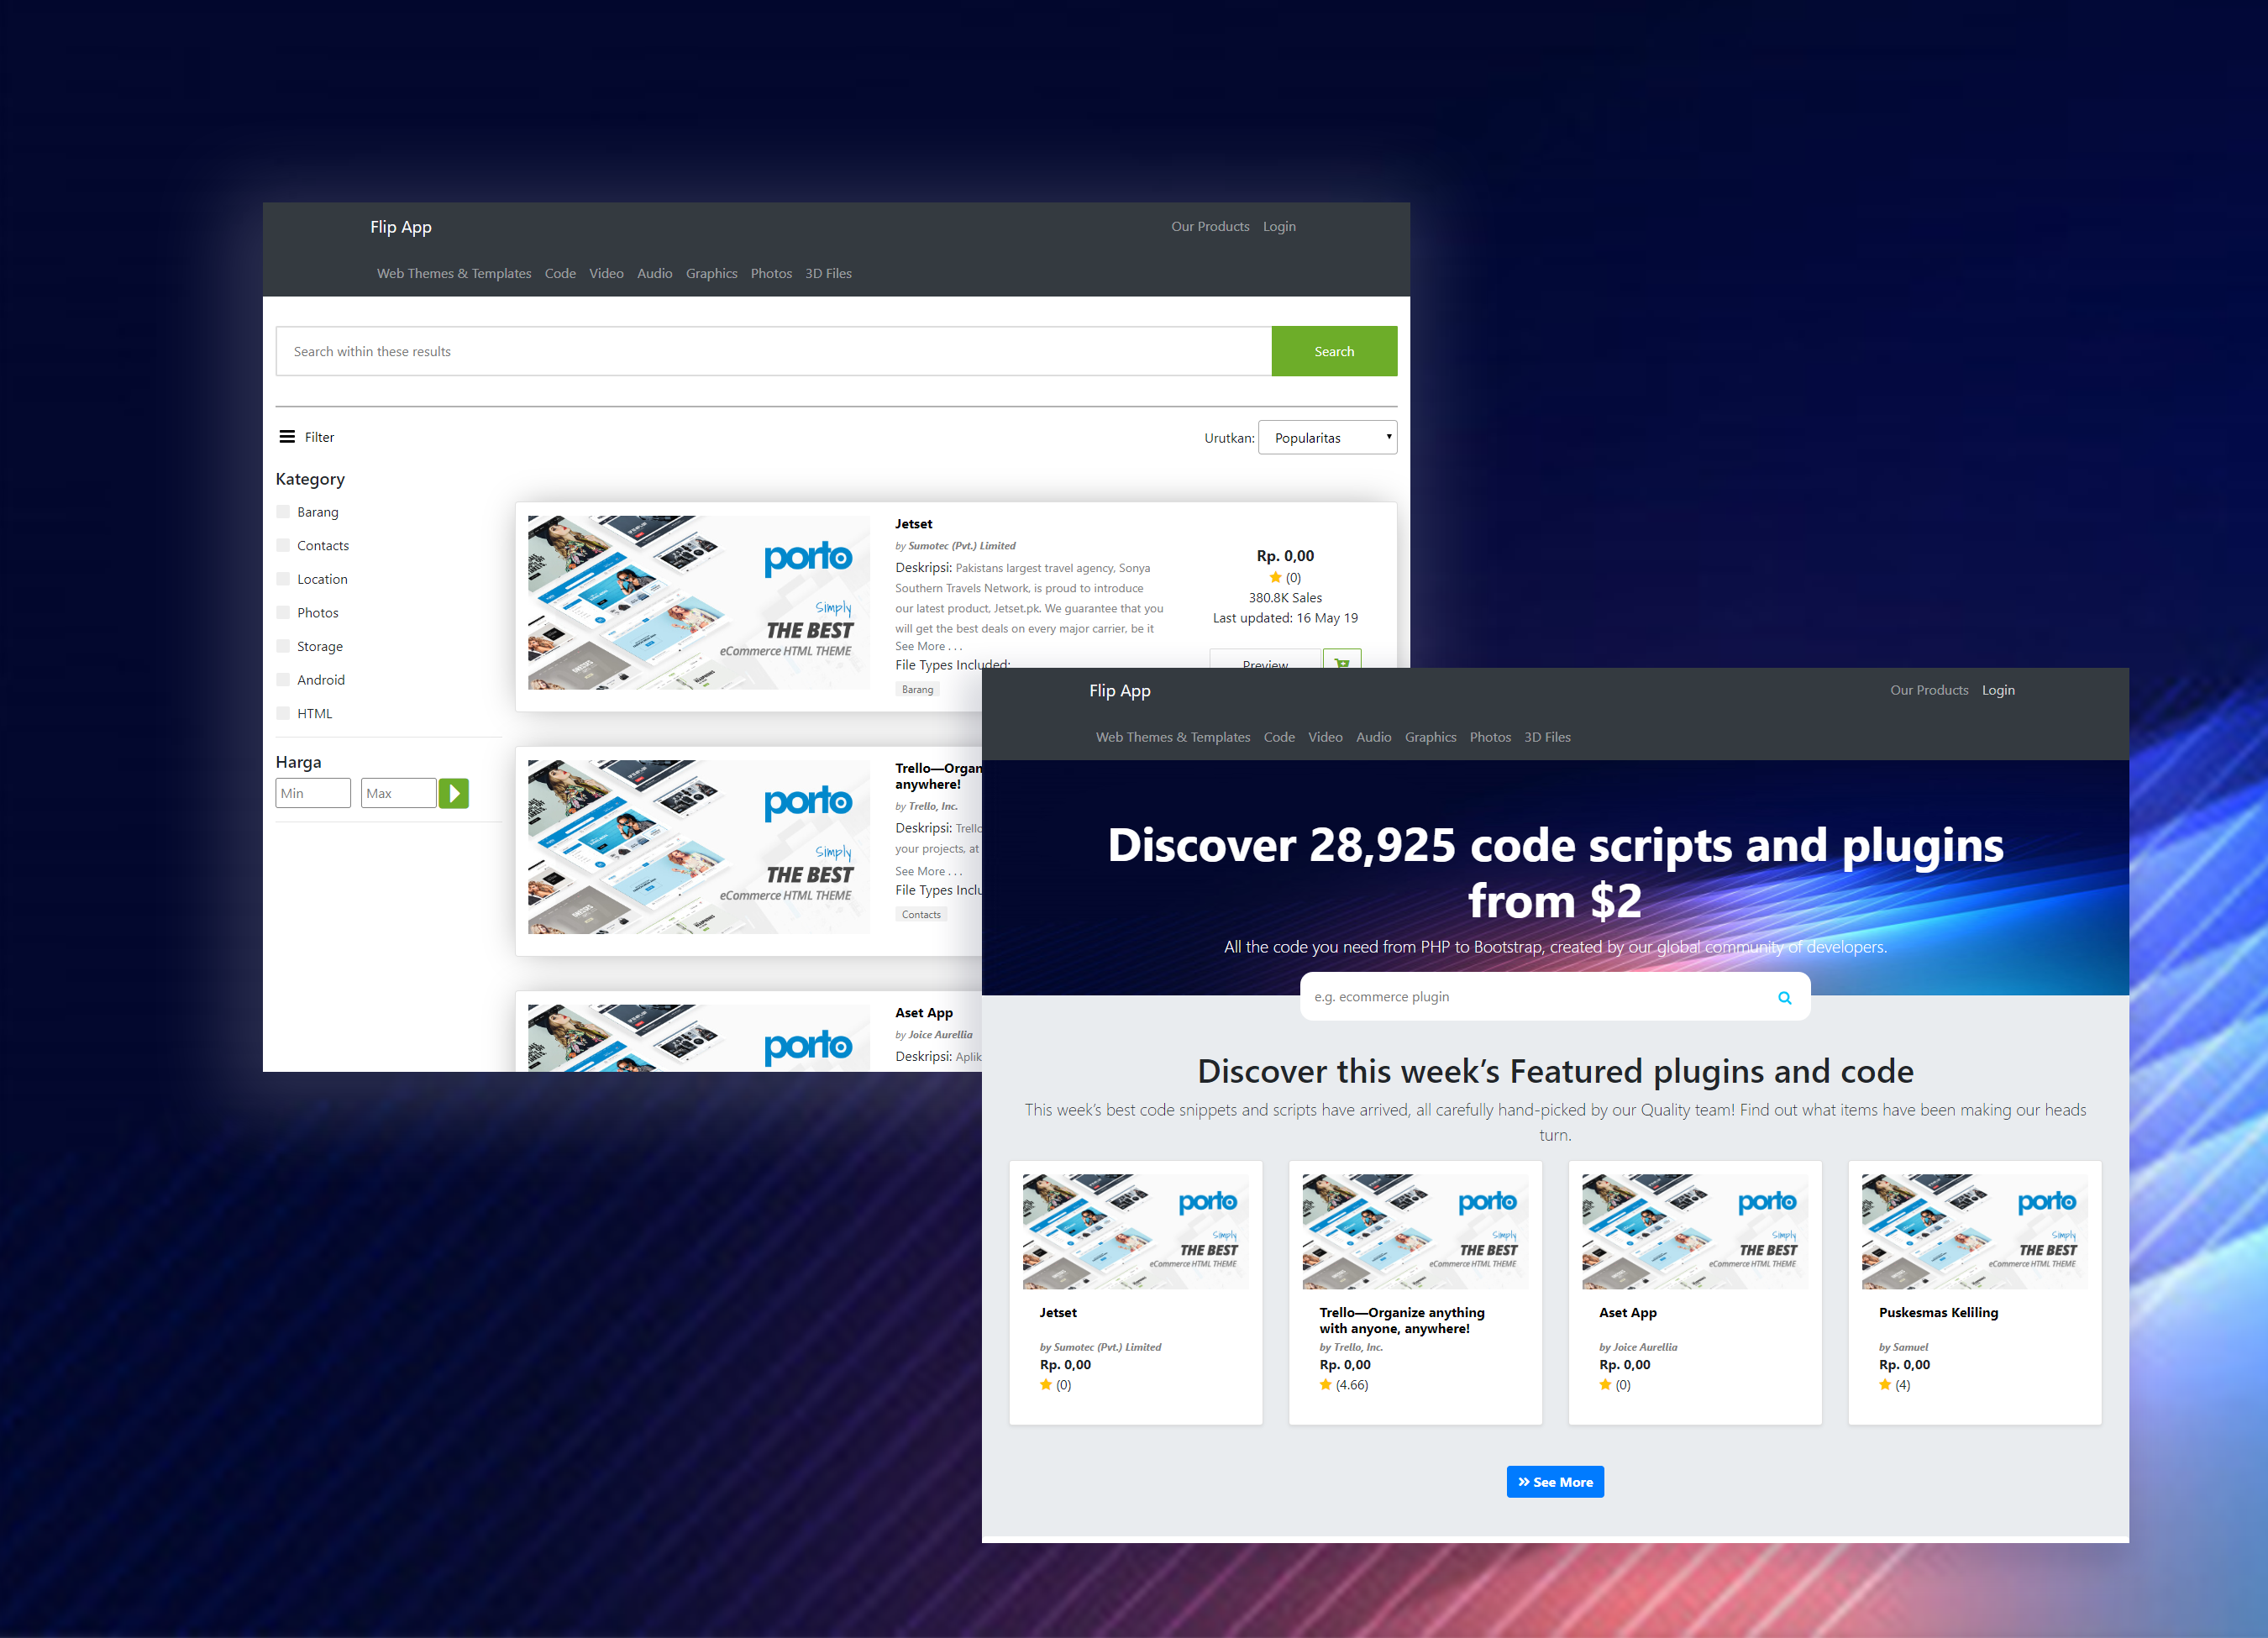 Flip App
Our Products Login
Web Themes & Templates Code Video Audio Graphics Photos 3D Files
Search within these results
Search
Filter
Urutkan: Popularitas
Kategory
Barang
Contacts
Location
Photos
Storage
Android
HTML
Harga
Min
Max
porto
Simply
THE BEST
eCommerce HTML THEME
Jetset
by Sumotec (Pvt.) Limited
Deskripsi: Pakistans largest travel agency, Sonya
Southern Travels Network, is proud to introduce
our latest product, Jetset.pk. We guarantee that you
will get the best deals on every major carrier, be it
See More . . .
File Types Included:
Barang
Rp. 0,00
(0)
380.8K Sales
Last updated: 16 May 19
Preview
porto
Simply
THE BEST
eCommerce HTML THEME
Trello—Organ
anywhere!
by Trello, Inc.
Deskripsi: Trello
your projects, at
See More . . .
File Types Inclu
Contacts
porto
Aset App
by Joice Aurellia
Deskripsi: Aplik
Flip App
Our Products Login
Web Themes & Templates Code Video Audio Graphics Photos 3D Files
Discover 28,925 code scripts and plugins
from $2
All the code you need from PHP to Bootstrap, created by our global community of developers.
e.g. ecommerce plugin
Discover this week’s Featured plugins and code
This week’s best code snippets and scripts have arrived, all carefully hand-picked by our Quality team! Find out what items have been making our heads
turn.
porto
Simply
THE BEST
eCommerce HTML THEME
Jetset
by Sumotec (Pvt.) Limited
Rp. 0,00
(0)
porto
Simply
THE BEST
eCommerce HTML THEME
Trello—Organize anything
with anyone, anywhere!
by Trello, Inc.
Rp. 0,00
(4.66)
porto
Simply
THE BEST
eCommerce HTML THEME
Aset App
by Joice Aurellia
Rp. 0,00
(0)
porto
Simply
THE BEST
eCommerce HTML THEME
Puskesmas Keliling
by Samuel
Rp. 0,00
(4)
See More